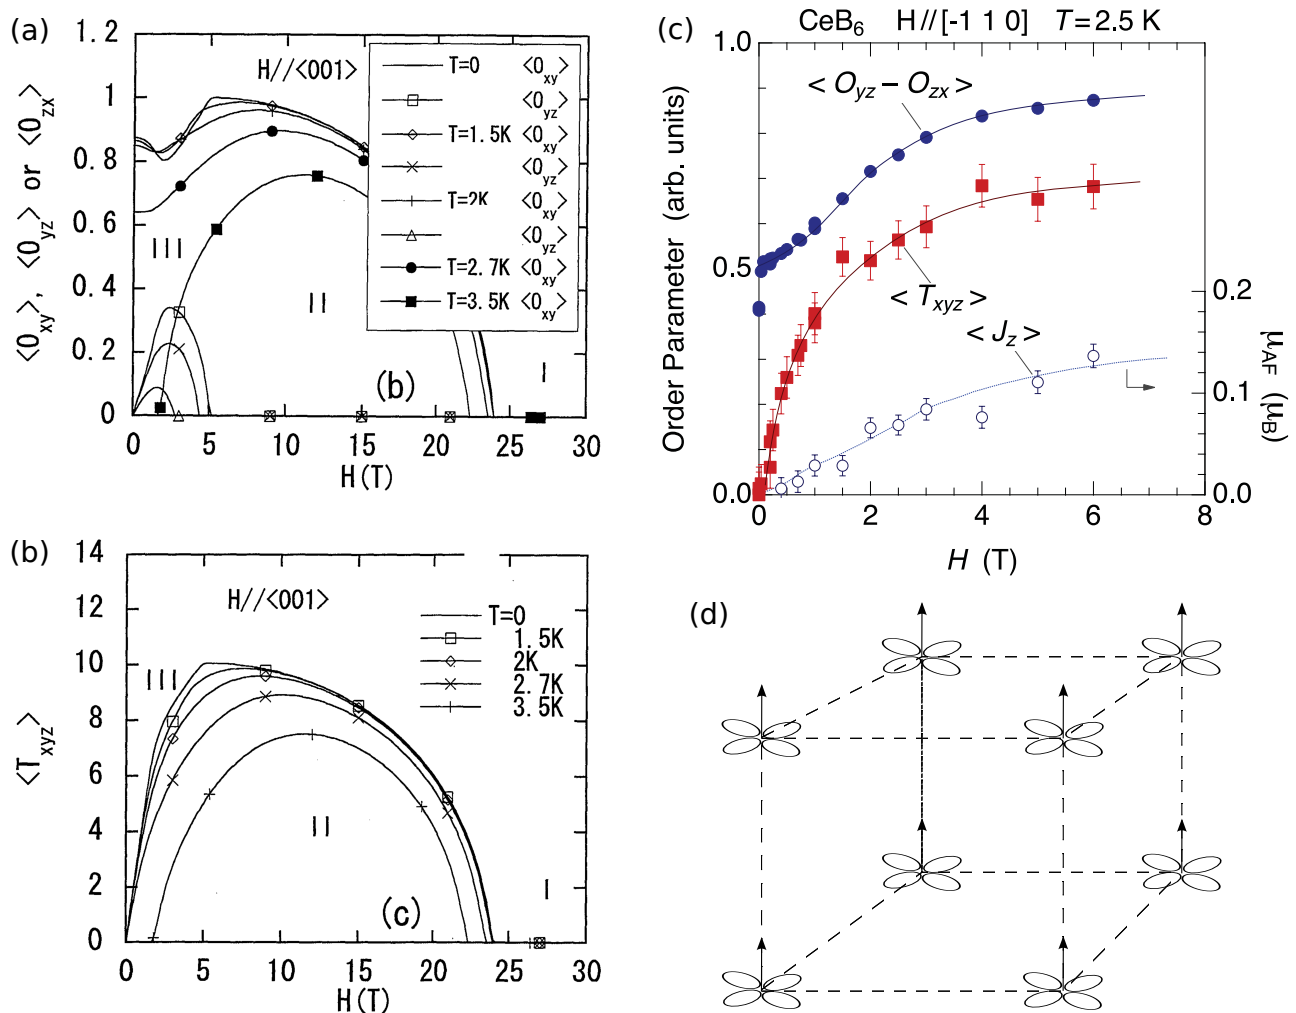 (a)
<O_xy>, <O_yz> or <O_zx>
1.2
1
0.8
0.6
0.4
0.2
0
H//<001>
T=0 <O_xy>
<O_yz>
T=1.5K <O_xy>
<O_yz>
T=2K <O_xy>
<O_yz>
T=2.7K <O_xy>
T=3.5K <O_xy>
III
II
I
(b)
0 5 10 15 20 25 30
H(T)
(b)
<T_xyz>
14
12
10
8
6
4
2
0
H//<001>
T=0
1.5K
2K
2.7K
3.5K
III
II
I
(c)
0 5 10 15 20 25 30
H(T)
(c)
CeB6 H//[-1 1 0] T=2.5 K
Order Parameter (arb. units)
1.0
0.5
0.0
< O_yz − O_zx >
< T_xyz >
< J_z >
0.2
0.1
0.0
μ_AF (μ_B)
0 2 4 6 8
H (T)
(d)